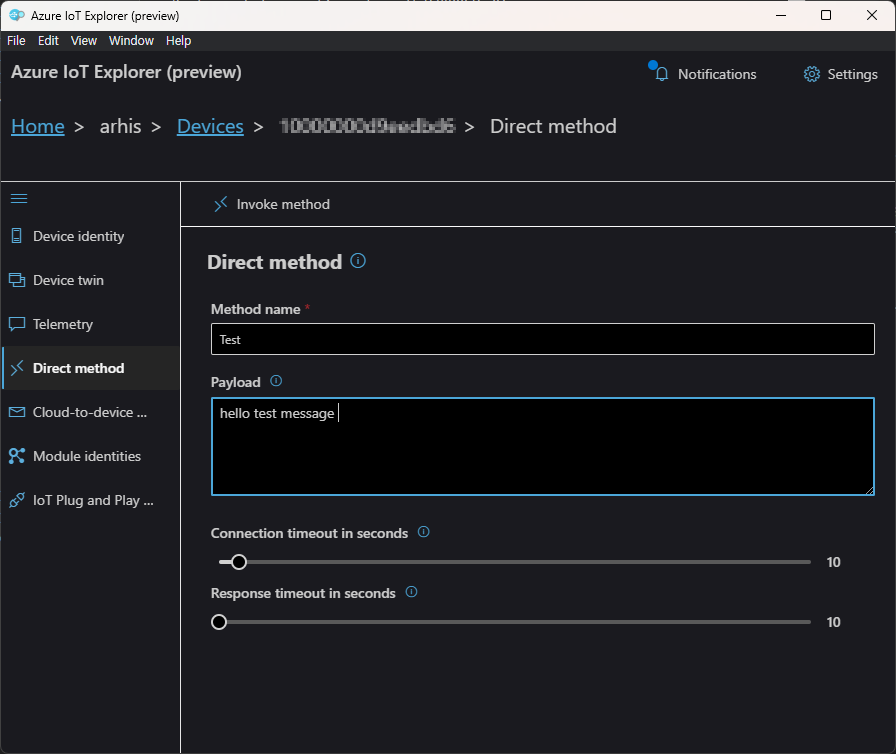 Azure IoT Explorer (preview)
File Edit View Window Help
Azure IoT Explorer (preview)
Notifications
Settings
Home > arhis > Devices > > Direct method
Invoke method
Device identity
Device twin
Telemetry
Direct method
Cloud-to-device ...
Module identities
IoT Plug and Play ...
Direct method
Method name *
Test
Payload
hello test message
Connection timeout in seconds
10
Response timeout in seconds
10